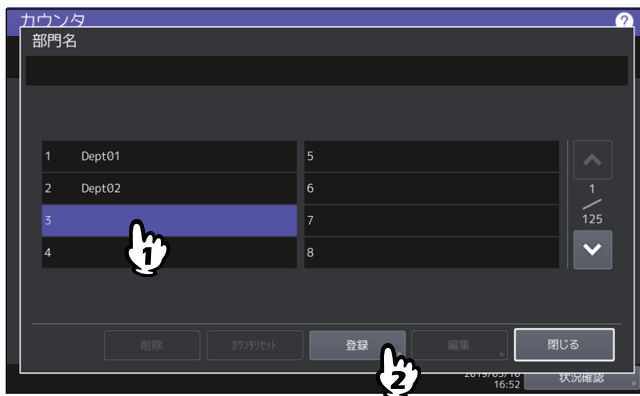 カウンタ
?
部門名
1 Dept01
2 Dept02
3
4
5
6
7
8
1
125
削除
カウンタリセット
登録
編集
閉じる
16:52
状況確認
1
2